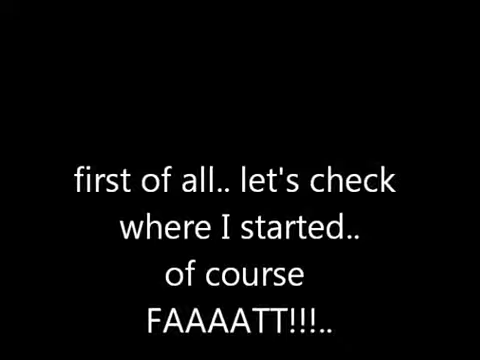 first of all.. let's check
where I started..
of course
FAAAATT!!!..